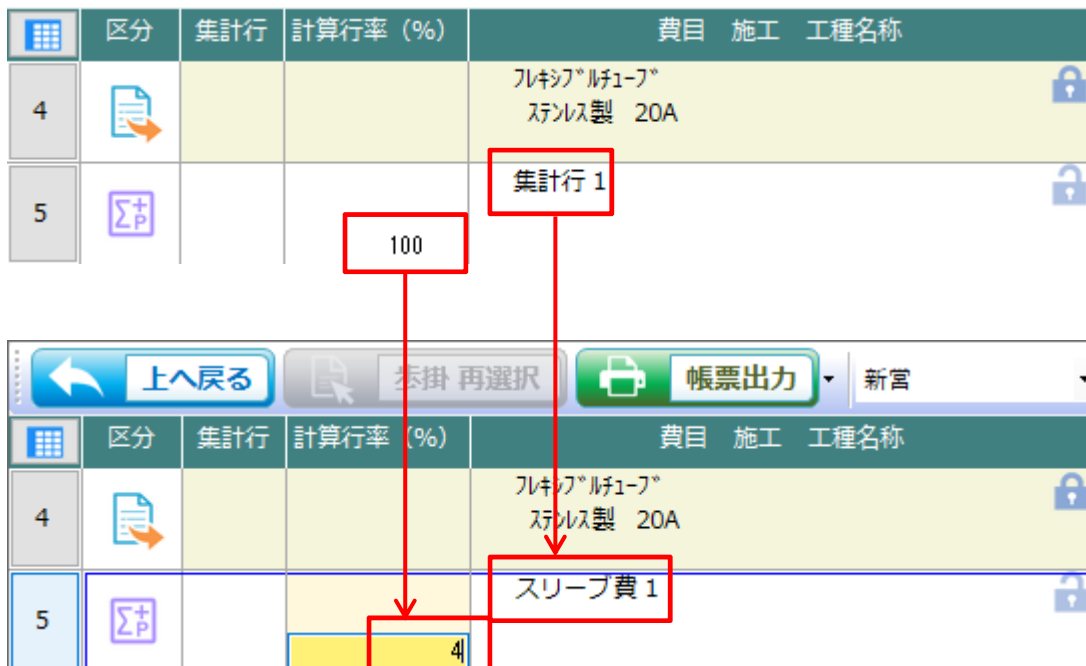 区分 集計行 計算行率（%） 費目 施工 工種名称
4 ﾌﾚｷｼﾌﾞﾙﾁｭｰﾌﾞ
ステンレス製 20A
5 集計行１
100
上へ戻る 歩掛 再選択 帳票出力 新営
区分 集計行 計算行率（%） 費目 施工 工種名称
4 ﾌﾚｷｼﾌﾞﾙﾁｭｰﾌﾞ
ステンレス製 20A
5 スリーブ費１
4